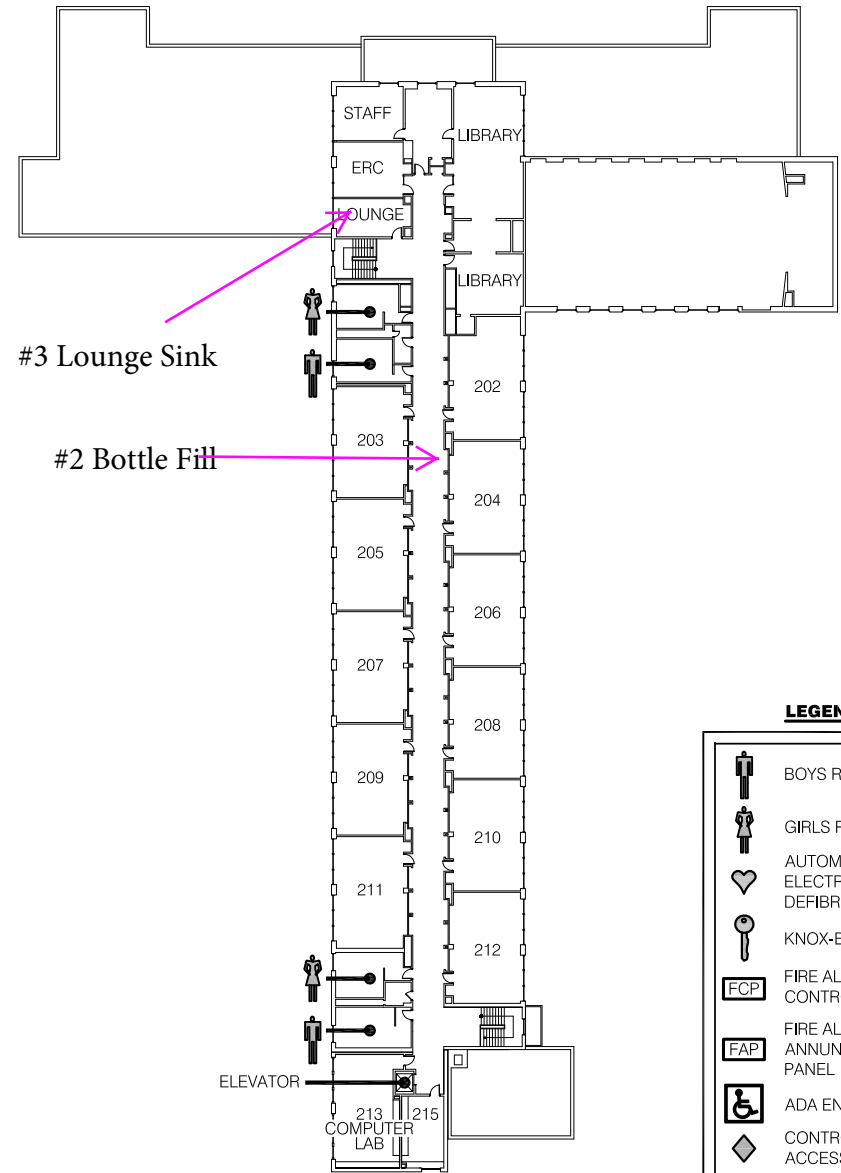 STAFF
LIBRARY
ERC
LOUNGE
LIBRARY
#3 Lounge Sink
202
203
#2 Bottle Fill
204
205
206
207
208
209
210
211
212
ELEVATOR
213 215
COMPUTER
LAB
LEGEN
BOYS R
GIRLS
AUTOM
ELECTR
DEFIBR
KNOX-
FCP
FIRE AL
CONTR
FAP
FIRE AL
ANNUN
PANEL
ADA EN
CONTR
ACCESS